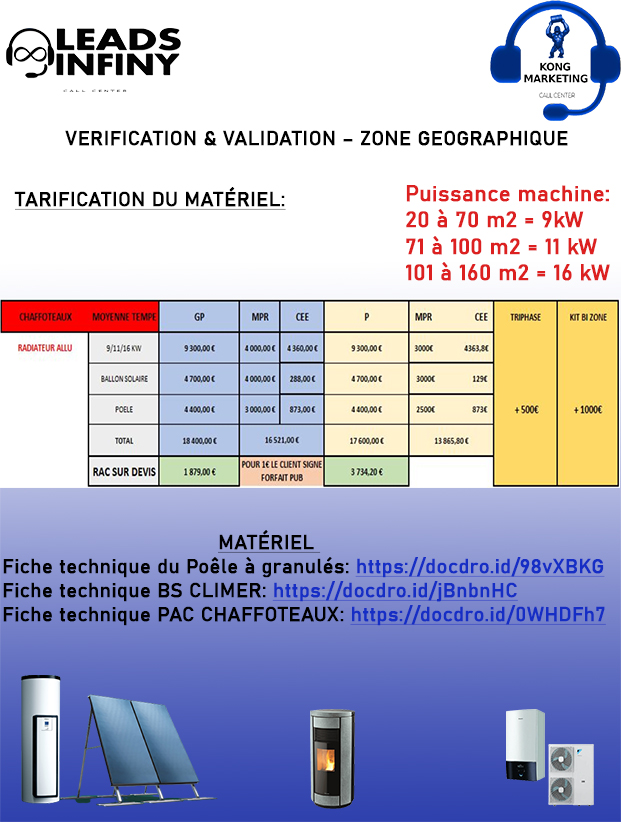 LEADS
INFINY
CALL CENTER
KONG
MARKETING
CALL CENTER
VERIFICATION & VALIDATION – ZONE GEOGRAPHIQUE
TARIFICATION DU MATÉRIEL:
Puissance machine:
20 à 70 m2 = 9kW
71 à 100 m2 = 11 kW
101 à 160 m2 = 16 kW
CHAFFOTEAUX MOYENNE TEMPE GP MPR CEE P MPR CEE TRIPHASE KIT BI ZONE
RADIATEUR ALLU 9/11/16 KW 9 300,00 € 4 000,00 € 4 360,00 € 9 300,00 € 3000€ 4363,8€
BALLON SOLAIRE 4 700,00 € 4 000,00 € 288,00 € 4 700,00 € 3000€ 129€
POELE 4 400,00 € 3 000,00 € 873,00 € 4 400,00 € 2500€ 873€ + 500€ + 1000€
TOTAL 18 400,00 € 16 521,00 € 17 600,00 € 13 865,80 €
RAC SUR DEVIS 1 879,00 € POUR 1€ LE CLIENT SIGNE 3 734,20 €
FORFAIT PUB
MATÉRIEL
Fiche technique du Poêle à granulés: https://docdro.id/98vXBKG
Fiche technique BS CLIMER: https://docdro.id/jBnbnHC
Fiche technique PAC CHAFFOTEAUX: https://docdro.id/0WHDFh7